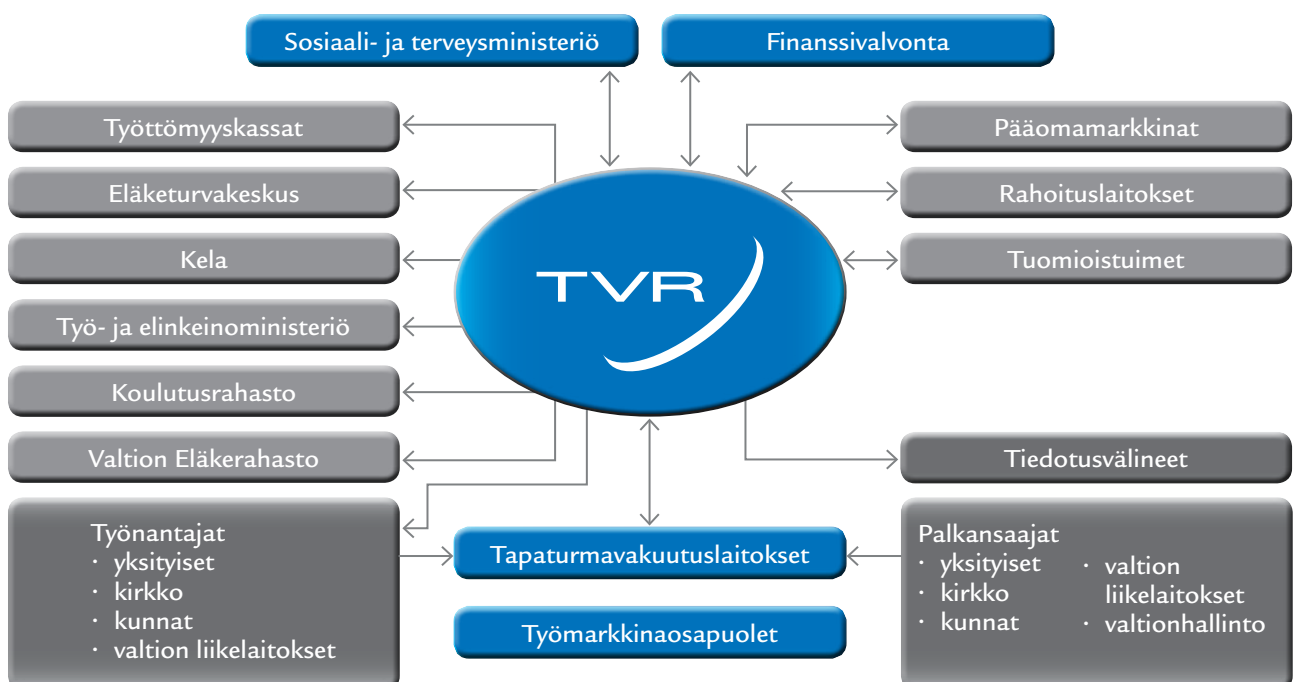 Sosiaali- ja terveysministeriö
Finanssivalvonta
Työttömyyskassat
Eläketurvakeskus
Kela
Työ- ja elinkeinoministeriö
Koulutusrahasto
Valtion Eläkerahasto
Työnantajat
· yksityiset
· kirkko
· kunnat
· valtion liikelaitokset
TVR
Tapaturmavakuutuslaitokset
Työmarkkinaosapuolet
Pääomamarkkinat
Rahoituslaitokset
Tuomioistuimet
Tiedotusvälineet
Palkansaajat
· yksityiset
· kirkko
· kunnat
· valtion
liikelaitokset
· valtionhallinto